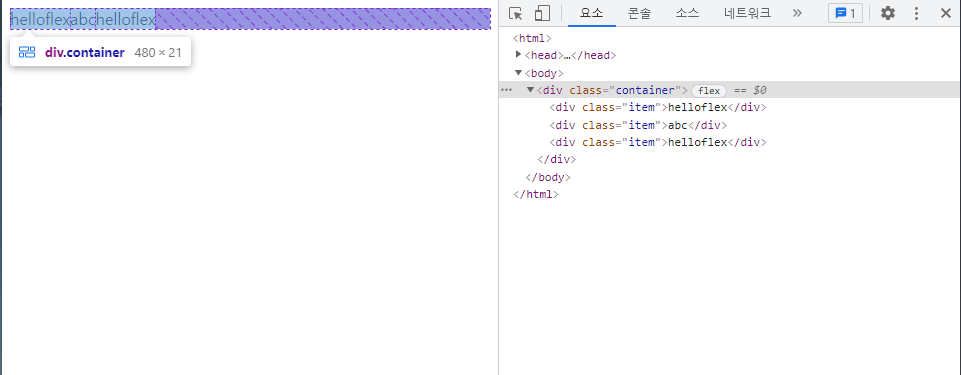 helloflexabchelloflex
div.container 480 × 21
요소 콘솔 소스 네트워크 » 1
<html>
<head>…</head>
<body>
<div class="container"> flex == $0
<div class="item">helloflex</div>
<div class="item">abc</div>
<div class="item">helloflex</div>
</div>
</body>
</html>